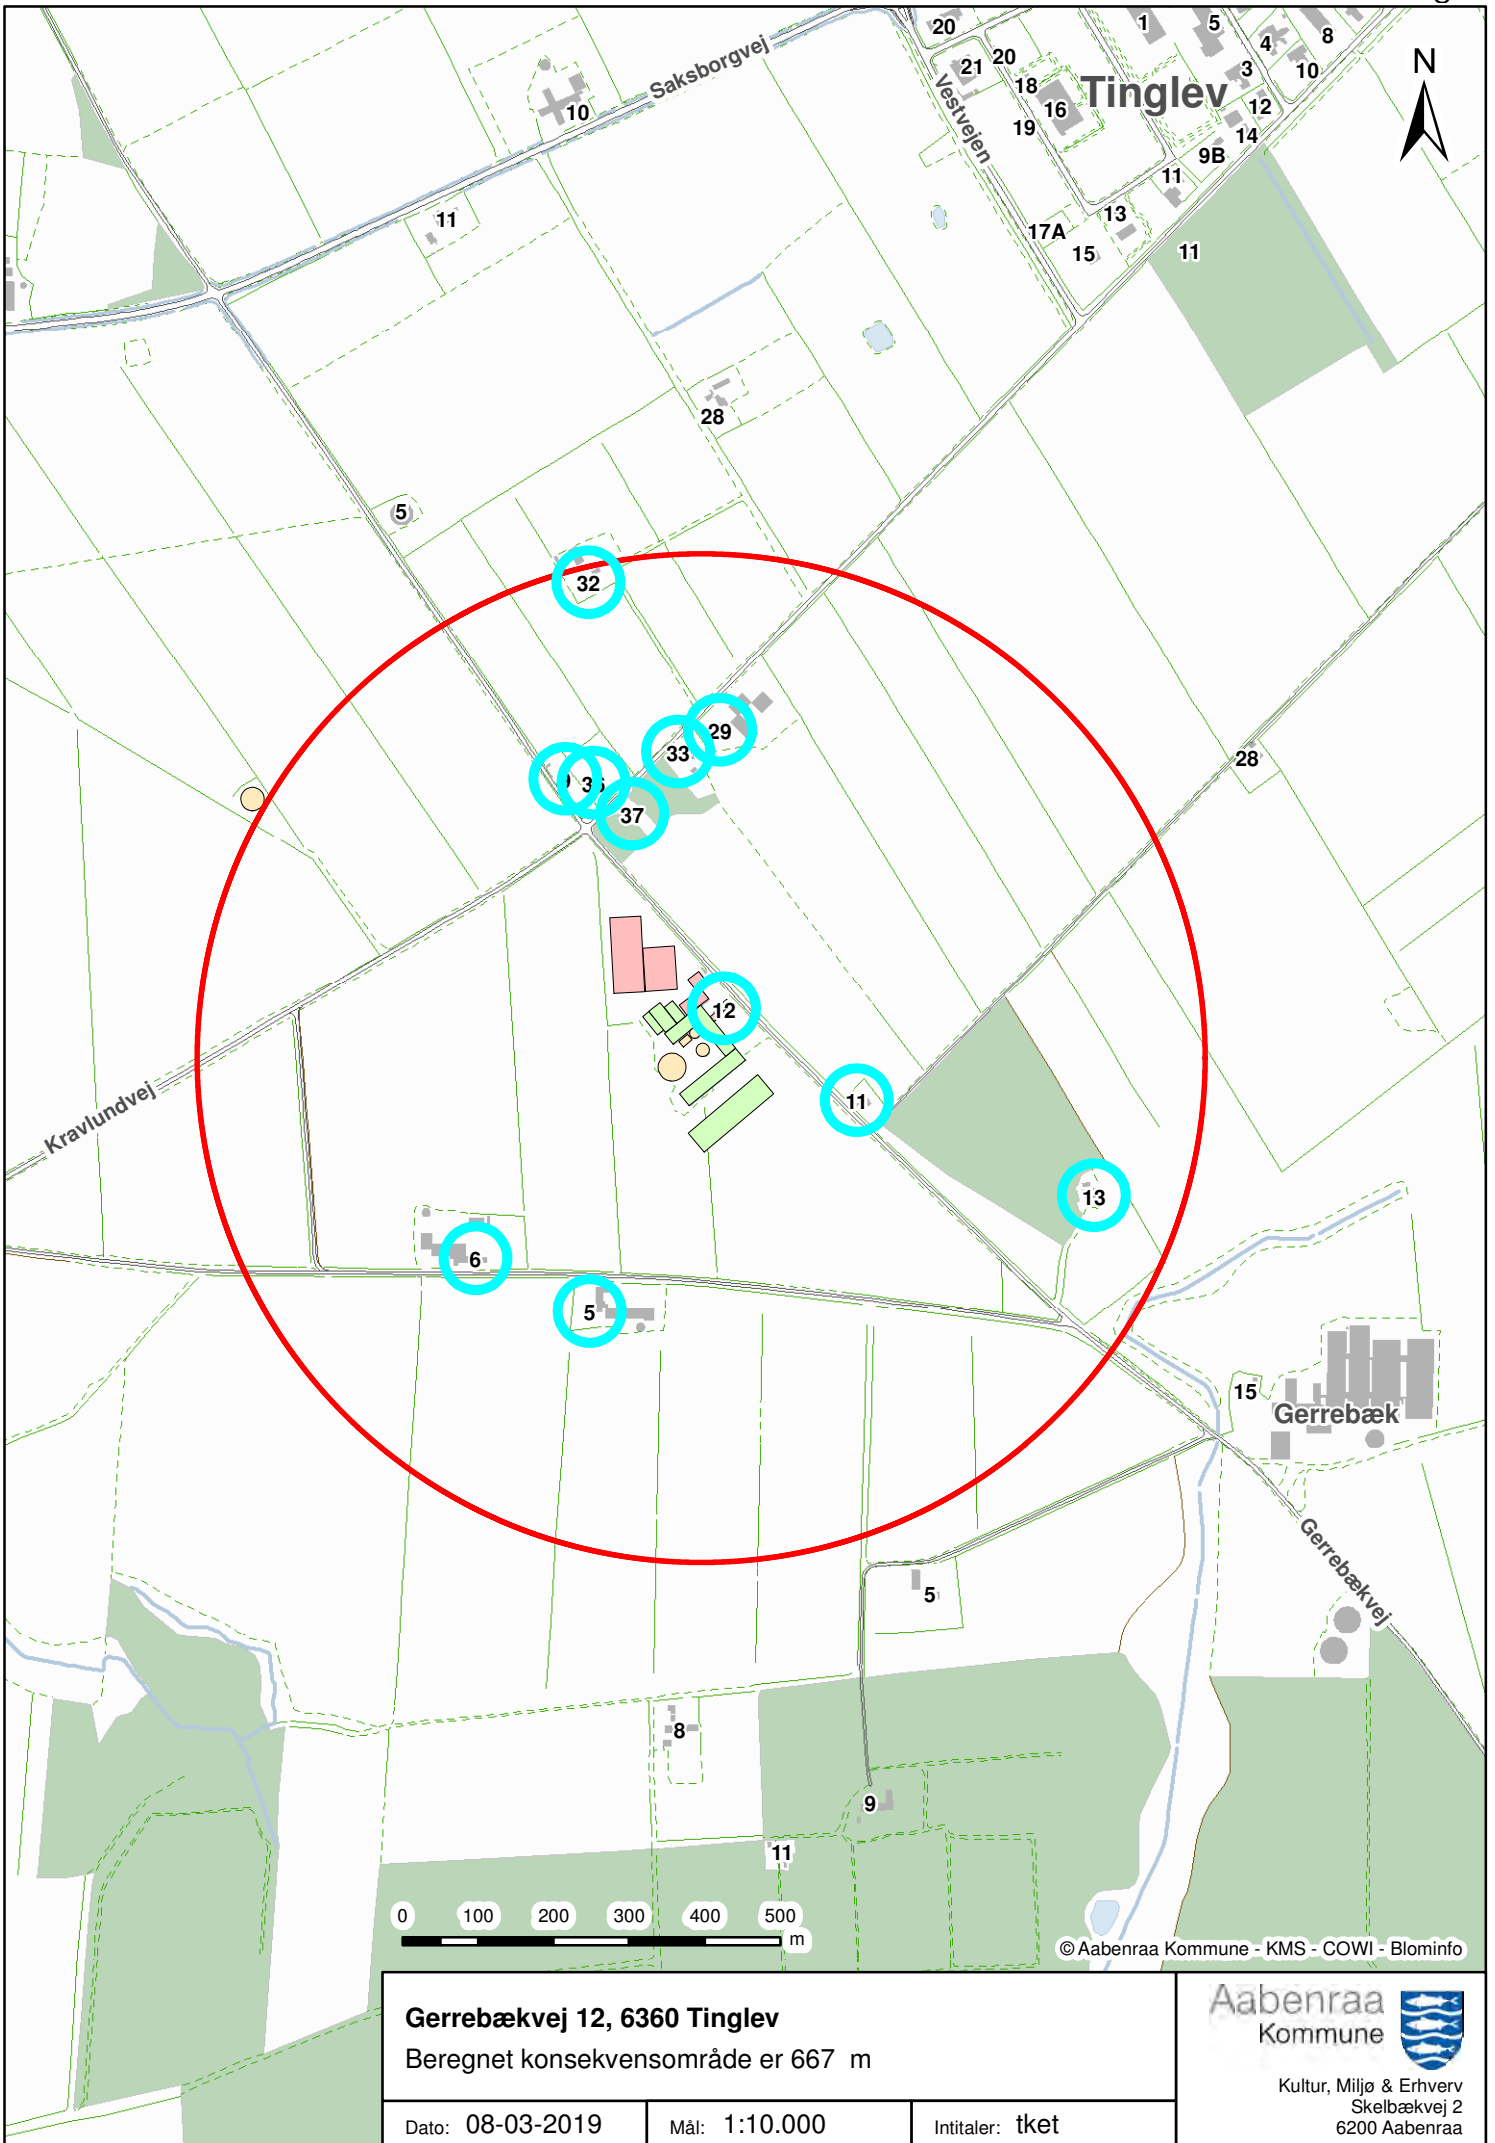 20
1
5
4
8
Saksborgvej
21
20
3
10
N
18
16
Tinglev
12
10
Vestvejen
19
14
9B
11
11
13
17A
15
11
28
5
32
29
33
28
9
36
37
12
Kravlundvej
11
13
6
5
15
Gerrebæk
Gerrebækvej
5
8
9
11
0 100 200 300 400 500
m
© Aabenraa Kommune - KMS - COWI - Blominfo
Gerrebækvej 12, 6360 Tinglev
Beregnet konsekvensområde er 667 m
Dato: 08-03-2019
Mål: 1:10.000
Intitaler: tket
Aabenraa
Kommune
Kultur, Miljø & Erhverv
Skelbækvej 2
6200 Aabenraa